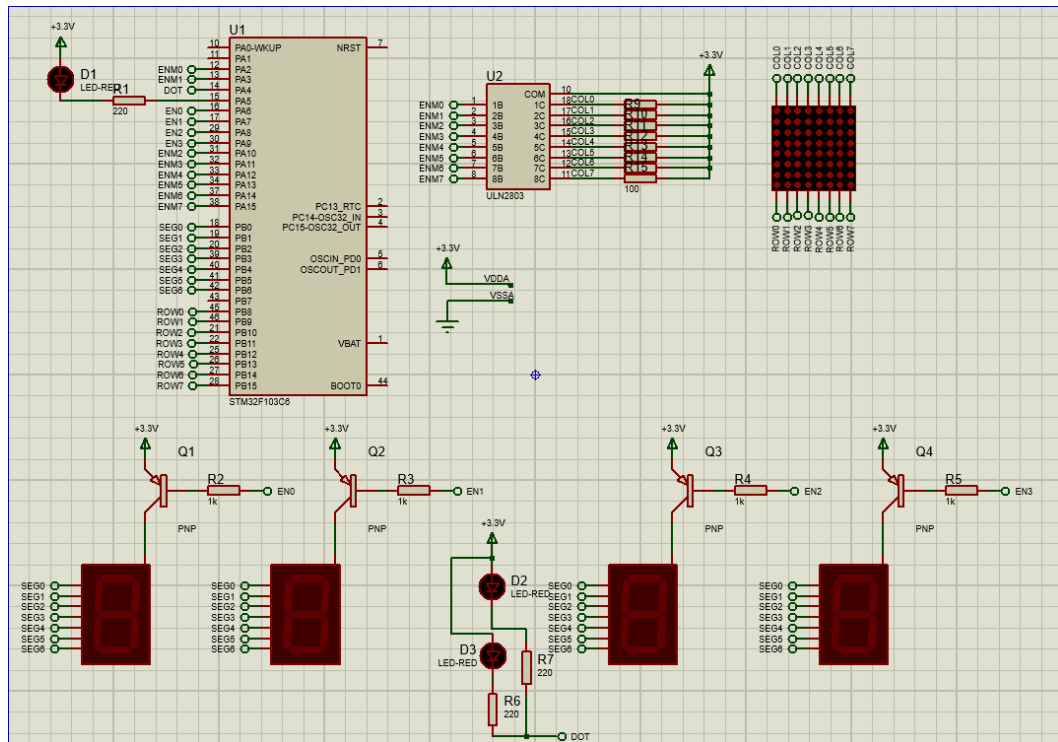 +3.3V
D1
LED-RED
R1
220
U1
10 PA0-WKUP NRST 7
11 PA1
ENM0 12 PA2
ENM1 13 PA3
DOT 14 PA4
15 PA5
EN0 16 PA6
EN1 17 PA7
EN2 29 PA8
EN3 30 PA9
ENM2 31 PA10
ENM3 32 PA11
ENM4 33 PA12
ENM5 34 PA13
ENM6 37 PA14
ENM7 38 PA15
PC13_RTC 2
PC14-OSC32_IN 3
PC15-OSC32_OUT 4
SEG0 18 PB0
SEG1 19 PB1
SEG2 20 PB2
SEG3 39 PB3
SEG4 40 PB4
SEG5 41 PB5
SEG6 42 PB6
43 PB7
OSCIN_PD0 5
OSCOUT_PD1 6
ROW0 45 PB8
ROW1 46 PB9
ROW2 21 PB10
ROW3 22 PB11
ROW4 25 PB12
ROW5 26 PB13
ROW6 27 PB14
ROW7 28 PB15
VBAT 1
BOOT0 44
STM32F103C6
U2
+3.3V
COM 10
ENM0 1 1B 1C 18 COL0 R9
ENM1 2 2B 2C 17 COL1 R10
ENM2 3 3B 3C 16 COL2 R11
ENM3 4 4B 4C 15 COL3 R12
ENM4 5 5B 5C 14 COL4 R13
ENM5 6 6B 6C 13 COL5 R14
ENM6 7 7B 7C 12 COL6 R15
ENM7 8 8B 8C 11 COL7
100
ULN2803
+3.3V
VDDA
VSSA
COL0 COL1 COL2 COL3 COL4 COL5 COL6 COL7
ROW0 ROW1 ROW2 ROW3 ROW4 ROW5 ROW6 ROW7
+3.3V
Q1
R2
1k
EN0
PNP
SEG0
SEG1
SEG2
SEG3
SEG4
SEG5
SEG6
+3.3V
Q2
R3
1k
EN1
PNP
SEG0
SEG1
SEG2
SEG3
SEG4
SEG5
SEG6
+3.3V
D2
LED-RED
D3
LED-RED
R7
220
R6
220
DOT
+3.3V
Q3
R4
1k
EN2
PNP
SEG0
SEG1
SEG2
SEG3
SEG4
SEG5
SEG6
+3.3V
Q4
R5
1k
EN3
PNP
SEG0
SEG1
SEG2
SEG3
SEG4
SEG5
SEG6